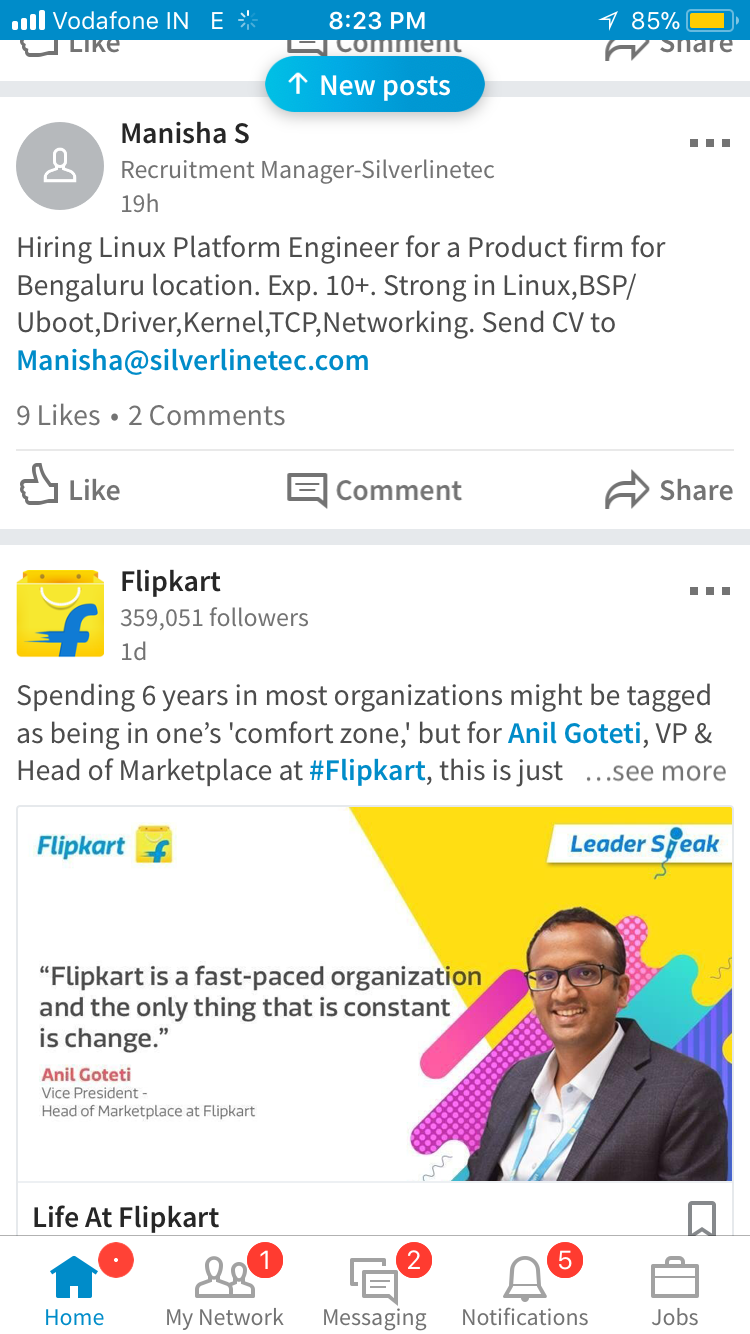 Vodafone IN E 8:23 PM 85%
Like Comment Share
↑ New posts
Manisha S
Recruitment Manager-Silverlinetec
19h
Hiring Linux Platform Engineer for a Product firm for
Bengaluru location. Exp. 10+. Strong in Linux,BSP/
Uboot,Driver,Kernel,TCP,Networking. Send CV to
Manisha@silverlinetec.com
9 Likes • 2 Comments
Like Comment Share
Flipkart
359,051 followers
1d
Spending 6 years in most organizations might be tagged
as being in one’s 'comfort zone,' but for Anil Goteti, VP &
Head of Marketplace at #Flipkart, this is just ...see more
Flipkart
Leader Speak
“Flipkart is a fast-paced organization
and the only thing that is constant
is change.”
Anil Goteti
Vice President -
Head of Marketplace at Flipkart
Life At Flipkart
1 2 5
Home My Network Messaging Notifications Jobs